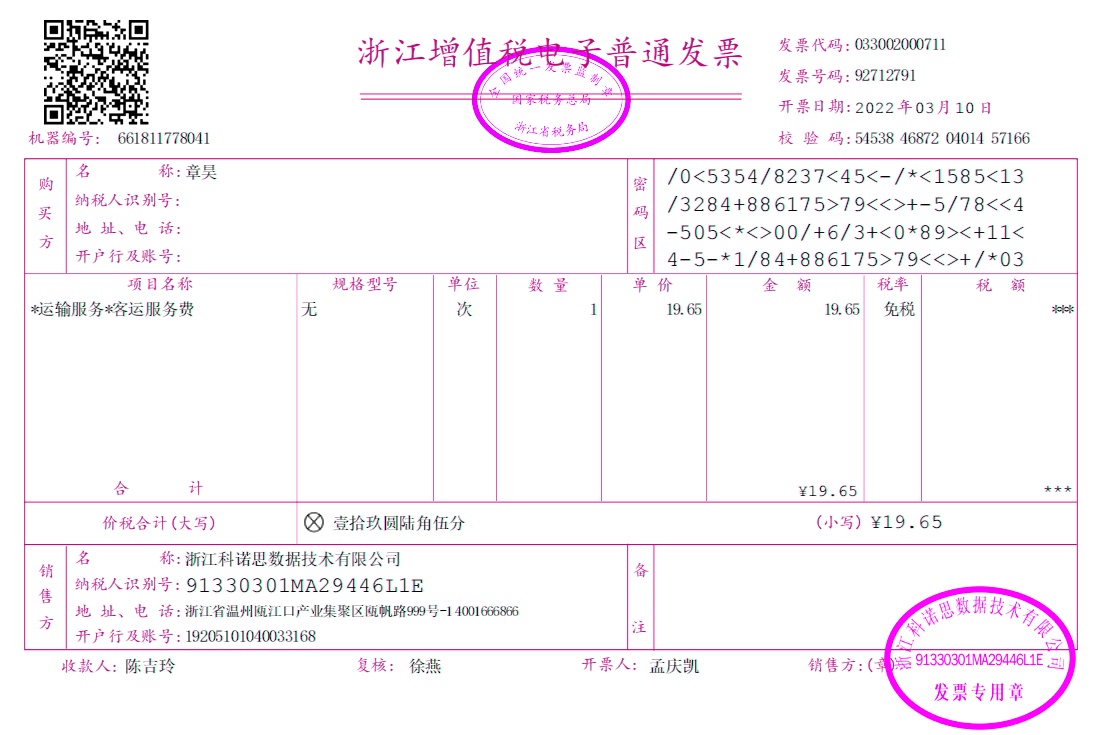 浙江增值税电子普通发票
全国统一发票监制章
国家税务总局
浙江省税务局
发票代码: 033002000711
发票号码: 92712791
开票日期: 2022年03月10日
校 验 码: 54538 46872 04014 57166
机器编号: 661811778041
购买方
名 称: 章昊
纳税人识别号:
地 址、电 话:
开户行及账号:
密码区
/0<5354/8237<45<-/*<1585<13
/3284+886175>79<<>+-5/78<<4
-505<*<>00/+6/3+<0*89><+11<
4-5-*1/84+886175>79<<>+/*03
项目名称 规格型号 单位 数 量 单 价 金 额 税率 税 额
*运输服务*客运服务费 无 次 1 19.65 19.65 免税 ***
合 计 ¥19.65 ***
价税合计(大写) ⊗ 壹拾玖圆陆角伍分 (小写) ¥19.65
销售方
名 称: 浙江科诺思数据技术有限公司
纳税人识别号: 91330301MA29446L1E
地 址、电 话: 浙江省温州瓯江口产业集聚区瓯帆路999号-1 4001666866
开户行及账号: 19205101040033168
备注
收款人: 陈吉玲 复核: 徐燕 开票人: 孟庆凯 销售方:(章)
浙江科诺思数据技术有限公司
91330301MA29446L1E
发票专用章